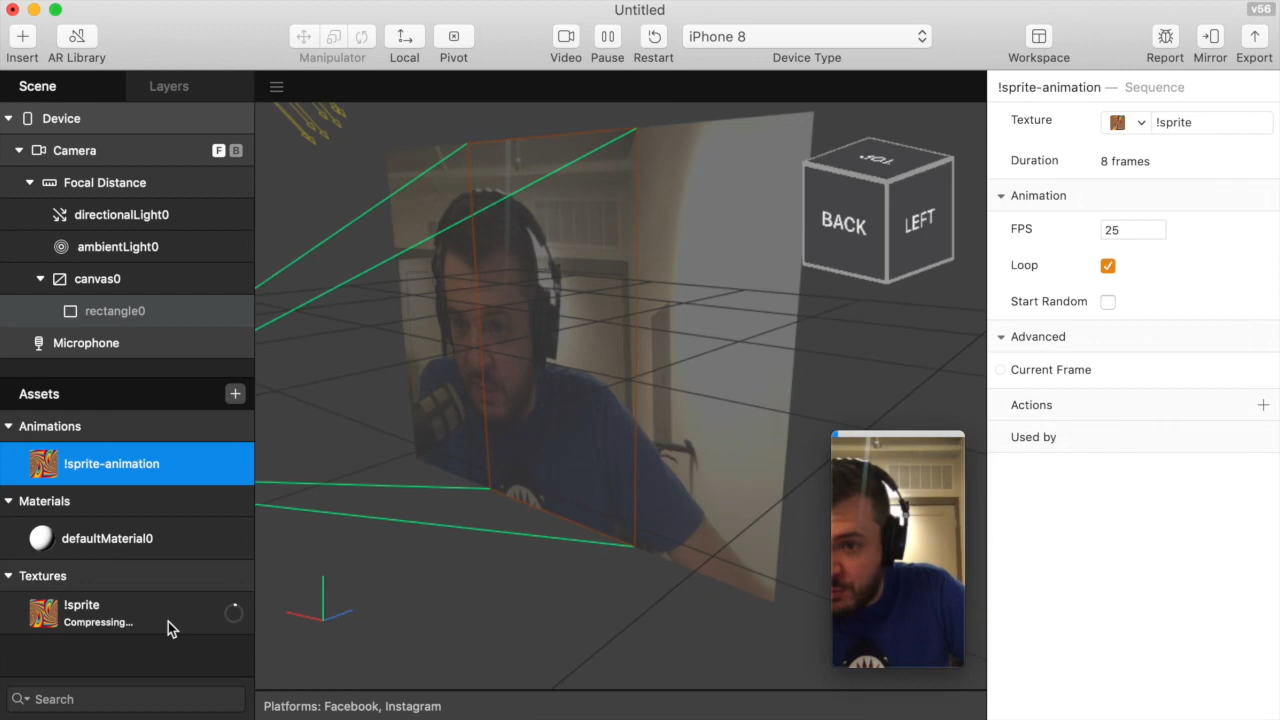 Untitled
v56
Insert
AR Library
Manipulator
Local
Pivot
Video
Pause
Restart
iPhone 8
Device Type
Workspace
Report
Mirror
Export
Scene
Layers
Device
Camera
F
B
Focal Distance
directionalLight0
ambientLight0
canvas0
rectangle0
Microphone
Assets
Animations
!sprite-animation
Materials
defaultMaterial0
Textures
!sprite
Compressing...
Search
TOP
BACK
LEFT
Platforms: Facebook, Instagram
!sprite-animation — Sequence
Texture
!sprite
Duration
8 frames
Animation
FPS
25
Loop
Start Random
Advanced
Current Frame
Actions
Used by